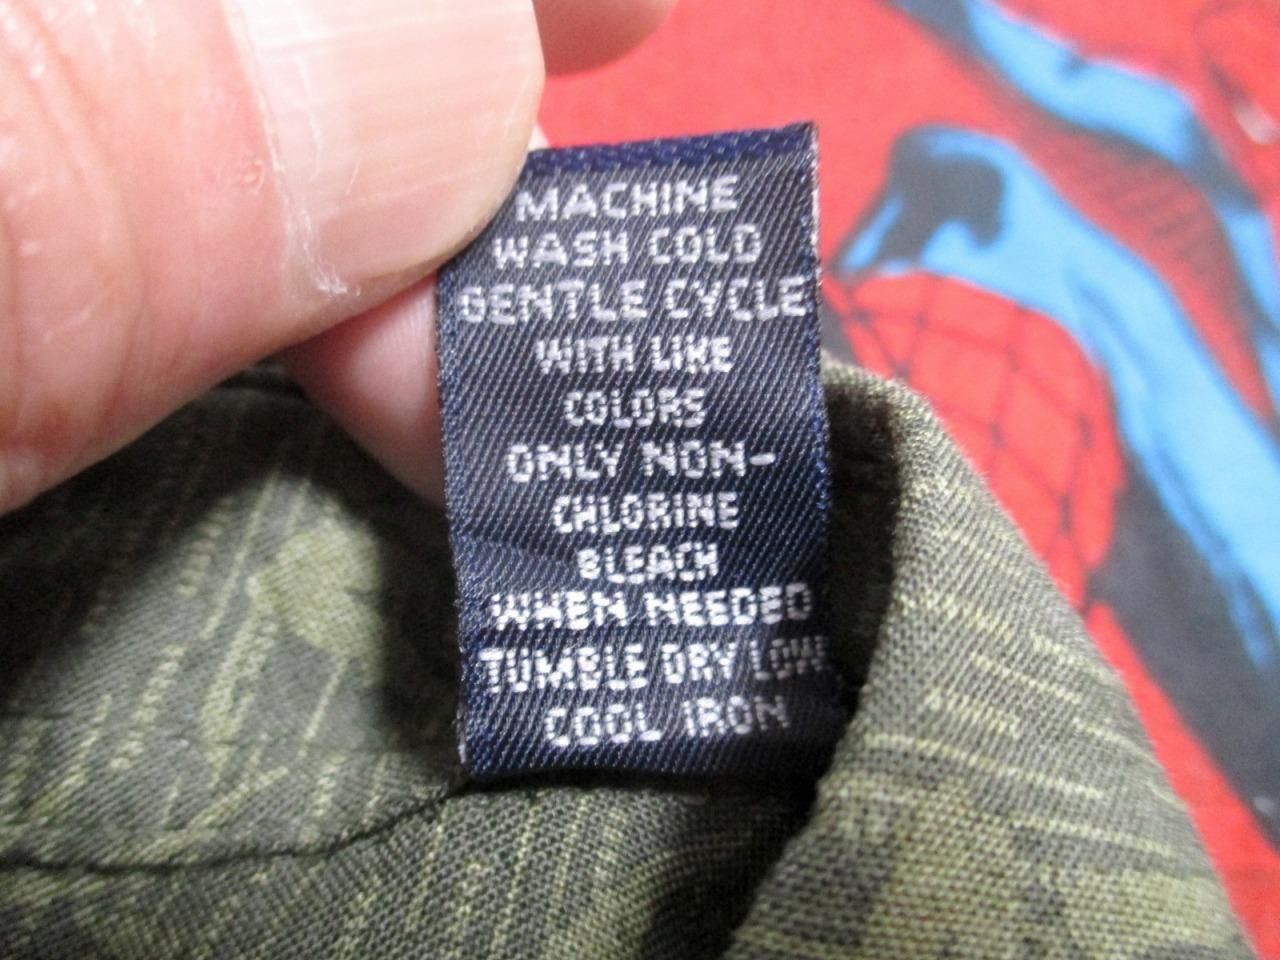 MACHINE
WASH COLD
GENTLE CYCLE
WITH LIKE
COLORS
ONLY NON-
CHLORINE
BLEACH
WHEN NEEDED
TUMBLE DRY LOW
COOL IRON